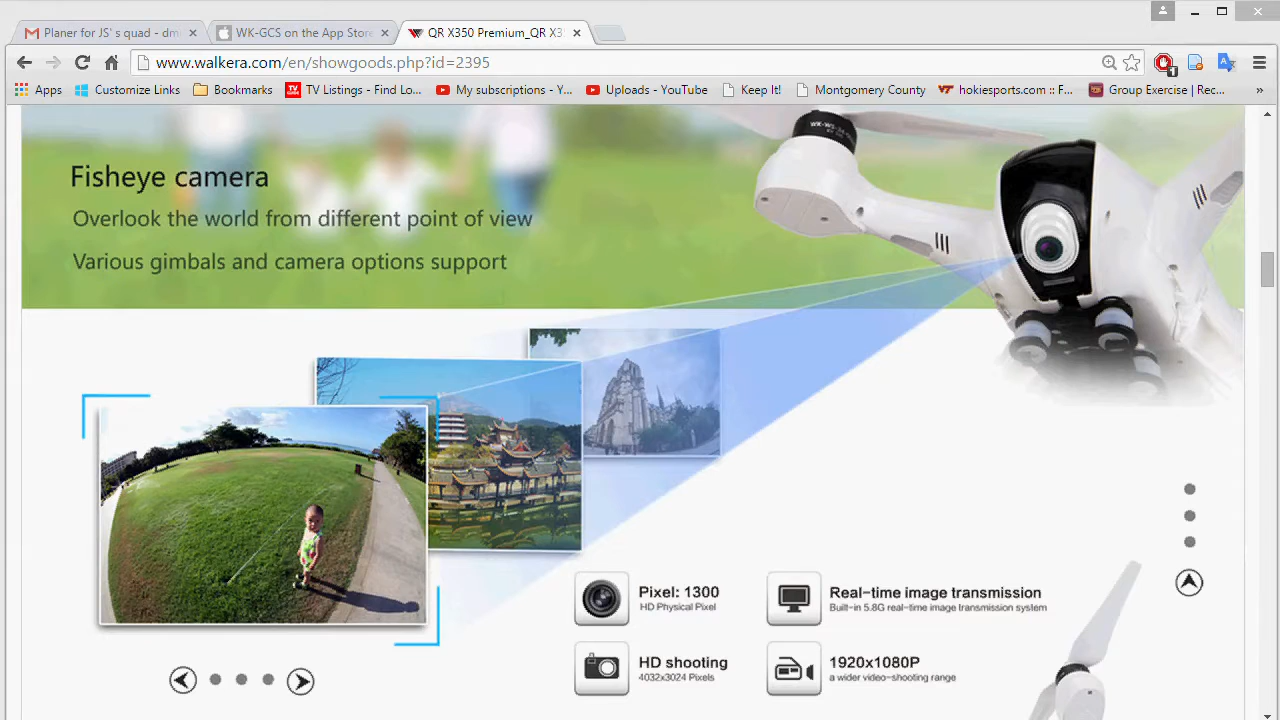 Planer for JS' s squad - dm
WK-GCS on the App Store
QR X350 Premium_QR X3
www.walkera.com/en/showgoods.php?id=2395
1
Apps
Customize Links
Bookmarks
TV Listings - Find Lo...
My subscriptions - Y...
Uploads - YouTube
Keep It!
Montgomery County
hokiesports.com :: F...
Group Exercise | Rec...
Fisheye camera
Overlook the world from different point of view
Various gimbals and camera options support
Pixel: 1300
HD Physical Pixel
Real-time image transmission
Built-in 5.8G real-time image transmission system
HD shooting
4032x3024 Pixels
1920x1080P
a wider video-shooting range